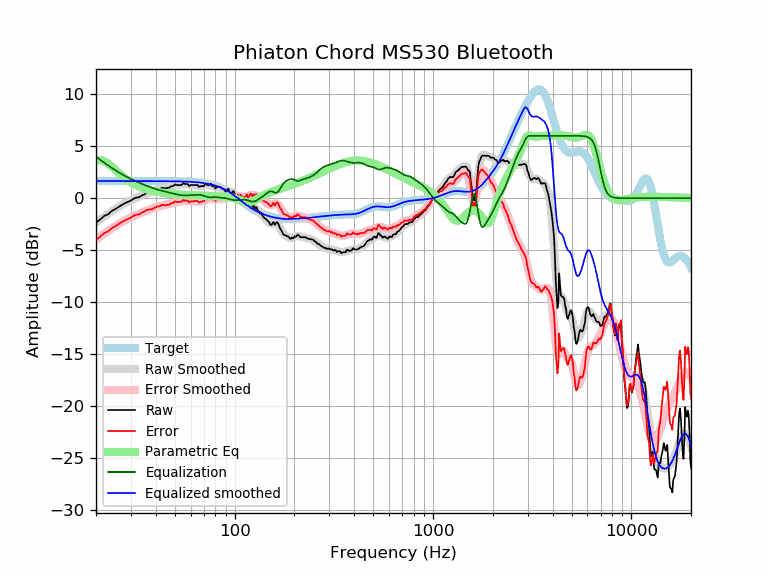 Phiaton Chord MS530 Bluetooth
10
5
0
−5
−10
−15
−20
−25
−30
Amplitude (dBr)
Target
Raw Smoothed
Error Smoothed
Raw
Error
Parametric Eq
Equalization
Equalized smoothed
100 1000 10000
Frequency (Hz)